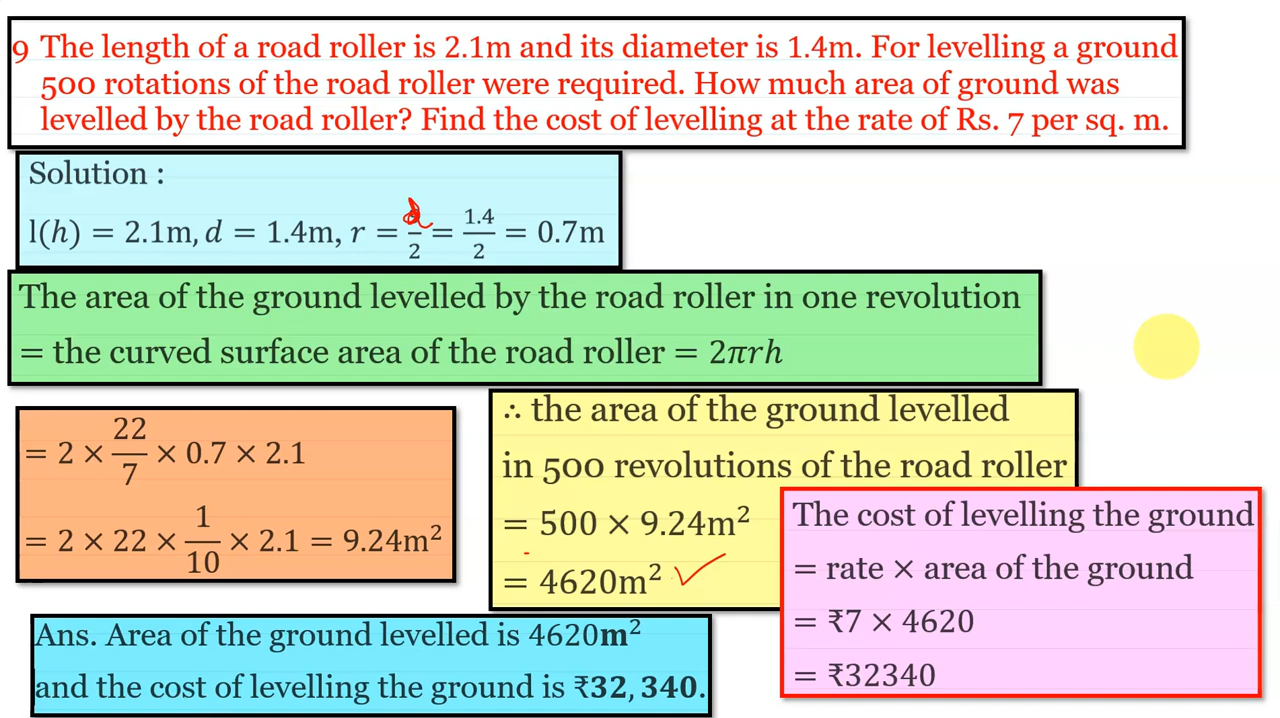 9 The length of a road roller is 2.1m and its diameter is 1.4m. For levelling a ground
500 rotations of the road roller were required. How much area of ground was
levelled by the road roller? Find the cost of levelling at the rate of Rs. 7 per sq. m.
Solution :
l(h) = 2.1m, d = 1.4m, r = d/2 = 1.4/2 = 0.7m
The area of the ground levelled by the road roller in one revolution
= the curved surface area of the road roller = 2πrh
= 2 × 22/7 × 0.7 × 2.1
= 2 × 22 × 1/10 × 2.1 = 9.24m²
∴ the area of the ground levelled
in 500 revolutions of the road roller
= 500 × 9.24m²
= 4620m² ✓
The cost of levelling the ground
= rate × area of the ground
= ₹7 × 4620
= ₹32340
Ans. Area of the ground levelled is 4620m²
and the cost of levelling the ground is ₹32,340.